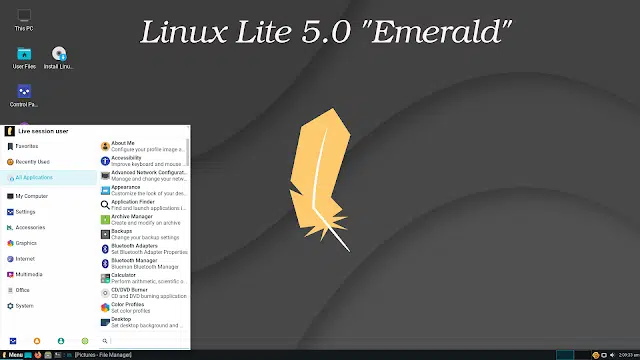 Linux Lite 5.0 "Emerald"
This PC
User Files
Install Linu...
Control Pa...
Live session user
Favorites
Recently Used
All Applications
My Computer
Settings
Accessories
Graphics
Internet
Multimedia
Office
System
About Me
Configure your profile image a...
Accessibility
Improve keyboard and mouse ...
Advanced Network Configurat...
Manage and change your netw...
Appearance
Customize the look of your des...
Application Finder
Find and launch applications i...
Archive Manager
Create and modify an archive
Backups
Change your backup settings
Bluetooth Adapters
Set Bluetooth Adapter Properties
Bluetooth Manager
Blueman Bluetooth Manager
Calculator
Perform arithmetic, scientific o...
CD/DVD Burner
CD and DVD burning application
Color Profiles
Set color profiles
Desktop
Set desktop background and ...
Menu
[Pictures - File Manager]